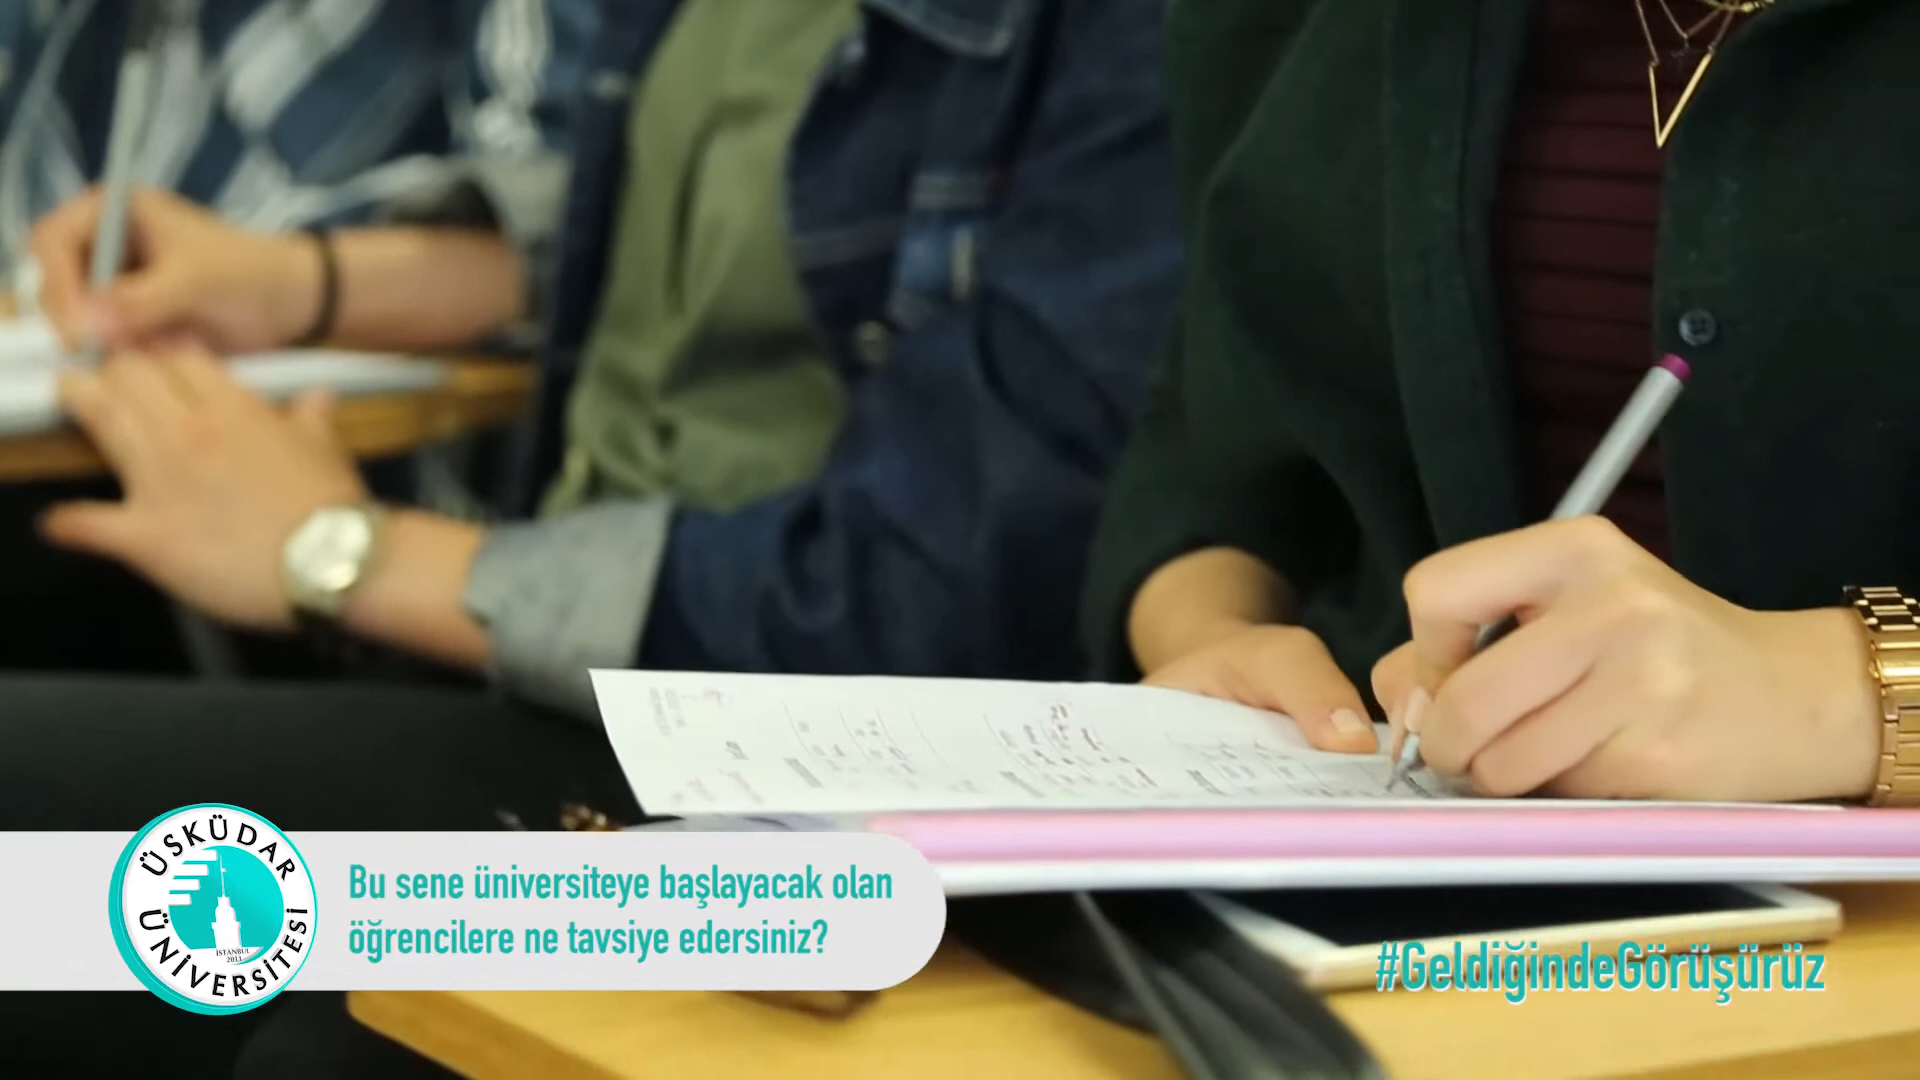 ÜSKÜDAR
ÜNİVERSİTESİ
İSTANBUL
2011
Bu sene üniversiteye başlayacak olan
öğrencilere ne tavsiye edersiniz?
#GeldiğindeGörüşürüz